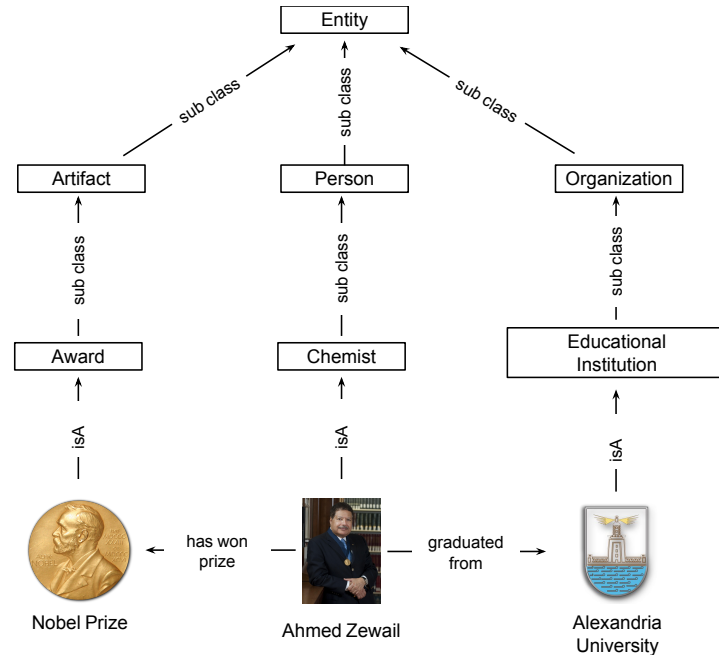 Entity
sub class
sub class
sub class
Artifact
Person
Organization
sub class
sub class
sub class
Award
Chemist
Educational
Institution
isA
isA
isA
has won
prize
graduated
from
Nobel Prize
Ahmed Zewail
Alexandria
University